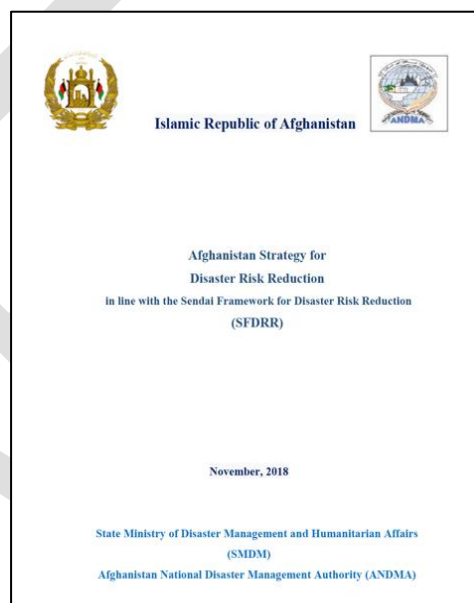 ANDMA
Islamic Republic of Afghanistan
Afghanistan Strategy for
Disaster Risk Reduction
in line with the Sendai Framework for Disaster Risk Reduction
(SFDRR)
November, 2018
State Ministry of Disaster Management and Humanitarian Affairs
(SMDM)
Afghanistan National Disaster Management Authority (ANDMA)